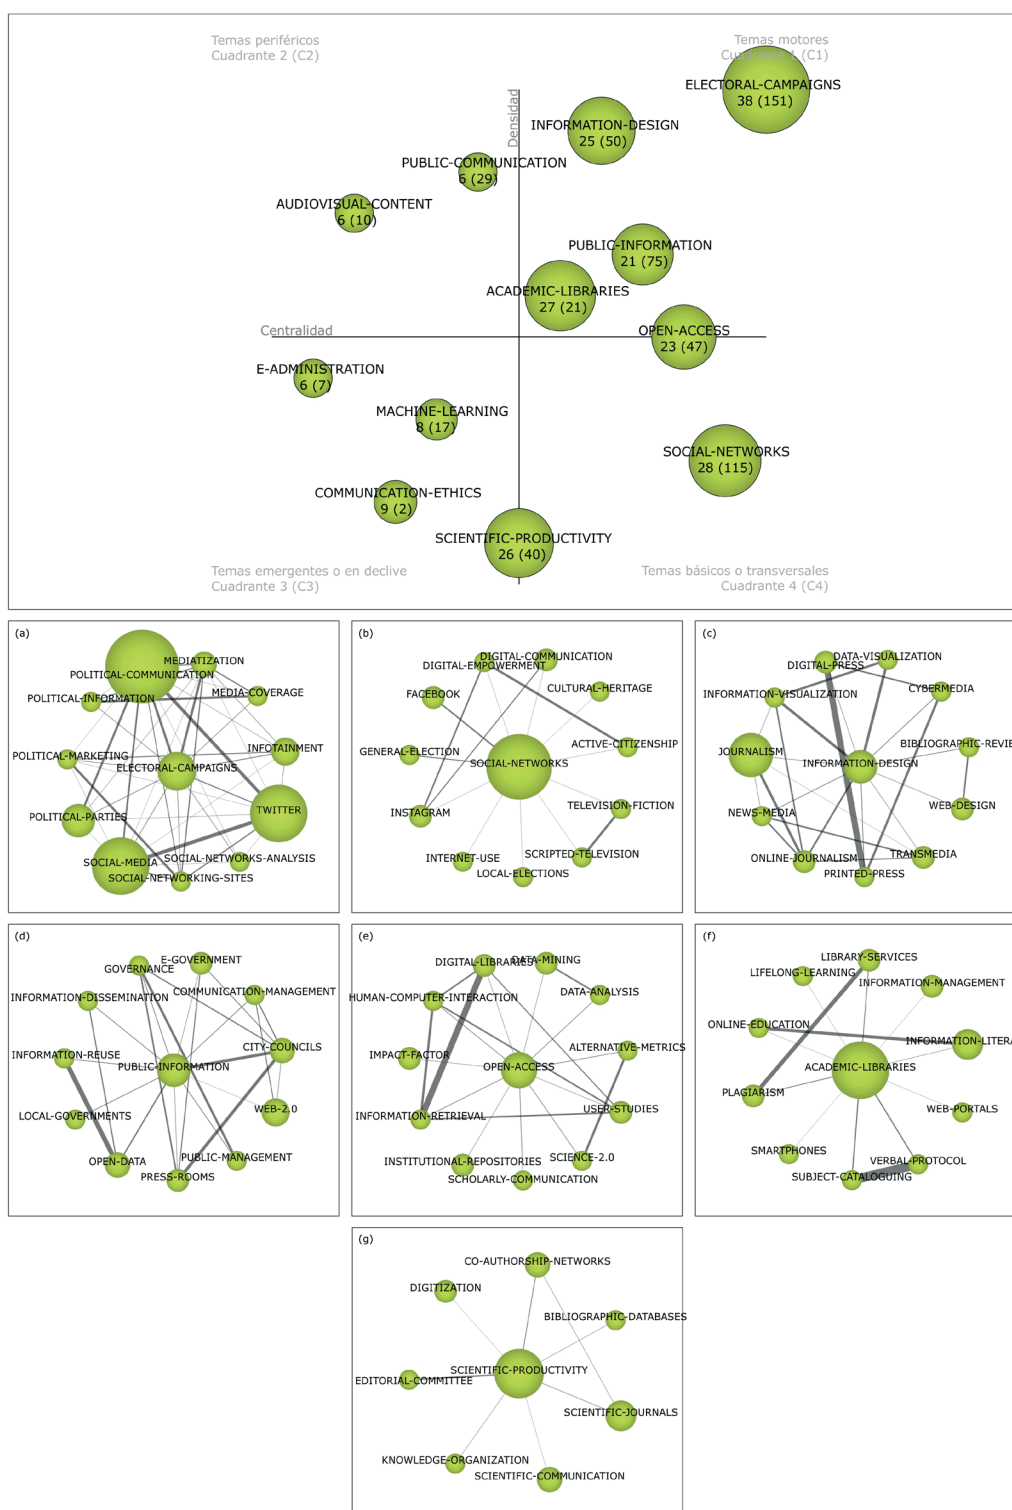 Temas periféricos
Cuadrante 2 (C2)
Temas motores
Cuadrante 1 (C1)
Densidad
ELECTORAL-CAMPAIGNS
38 (151)
INFORMATION-DESIGN
25 (50)
PUBLIC-COMMUNICATION
6 (29)
AUDIOVISUAL-CONTENT
6 (10)
PUBLIC-INFORMATION
21 (75)
ACADEMIC-LIBRARIES
27 (21)
Centralidad
OPEN-ACCESS
23 (47)
E-ADMINISTRATION
6 (7)
MACHINE-LEARNING
8 (17)
SOCIAL-NETWORKS
28 (115)
COMMUNICATION-ETHICS
9 (2)
SCIENTIFIC-PRODUCTIVITY
26 (40)
Temas emergentes o en declive
Cuadrante 3 (C3)
Temas básicos o transversales
Cuadrante 4 (C4)
(a)
MEDIATIZATION
POLITICAL-COMMUNICATION
MEDIA-COVERAGE
POLITICAL-INFORMATION
INFOTAINMENT
POLITICAL-MARKETING
ELECTORAL-CAMPAIGNS
TWITTER
POLITICAL-PARTIES
SOCIAL-NETWORKS-ANALYSIS
SOCIAL-MEDIA
SOCIAL-NETWORKING-SITES
(b)
DIGITAL-COMMUNICATION
DIGITAL-EMPOWERMENT
CULTURAL-HERITAGE
FACEBOOK
ACTIVE-CITIZENSHIP
GENERAL-ELECTION
SOCIAL-NETWORKS
TELEVISION-FICTION
INSTAGRAM
SCRIPTED-TELEVISION
INTERNET-USE
LOCAL-ELECTIONS
(c)
DATA-VISUALIZATION
DIGITAL-PRESS
CYBERMEDIA
INFORMATION-VISUALIZATION
BIBLIOGRAPHIC-REVIE
JOURNALISM
INFORMATION-DESIGN
WEB-DESIGN
NEWS-MEDIA
TRANSMEDIA
ONLINE-JOURNALISM
PRINTED-PRESS
(d)
E-GOVERNMENT
GOVERNANCE
COMMUNICATION-MANAGEMENT
INFORMATION-DISSEMINATION
CITY-COUNCILS
INFORMATION-REUSE
PUBLIC-INFORMATION
WEB-2.0
LOCAL-GOVERNMENTS
PUBLIC-MANAGEMENT
OPEN-DATA
PRESS-ROOMS
(e)
DATA-MINING
DIGITAL-LIBRARIES
DATA-ANALYSIS
HUMAN-COMPUTER-INTERACTION
ALTERNATIVE-METRICS
IMPACT-FACTOR
OPEN-ACCESS
USER-STUDIES
INFORMATION-RETRIEVAL
SCIENCE-2.0
INSTITUTIONAL-REPOSITORIES
SCHOLARLY-COMMUNICATION
(f)
LIBRARY-SERVICES
LIFELONG-LEARNING
INFORMATION-MANAGEMENT
ONLINE-EDUCATION
INFORMATION-LITERA
ACADEMIC-LIBRARIES
PLAGIARISM
WEB-PORTALS
SMARTPHONES
VERBAL-PROTOCOL
SUBJECT-CATALOGUING
(g)
CO-AUTHORSHIP-NETWORKS
DIGITIZATION
BIBLIOGRAPHIC-DATABASES
SCIENTIFIC-PRODUCTIVITY
EDITORIAL-COMMITTEE
SCIENTIFIC-JOURNALS
KNOWLEDGE-ORGANIZATION
SCIENTIFIC-COMMUNICATION